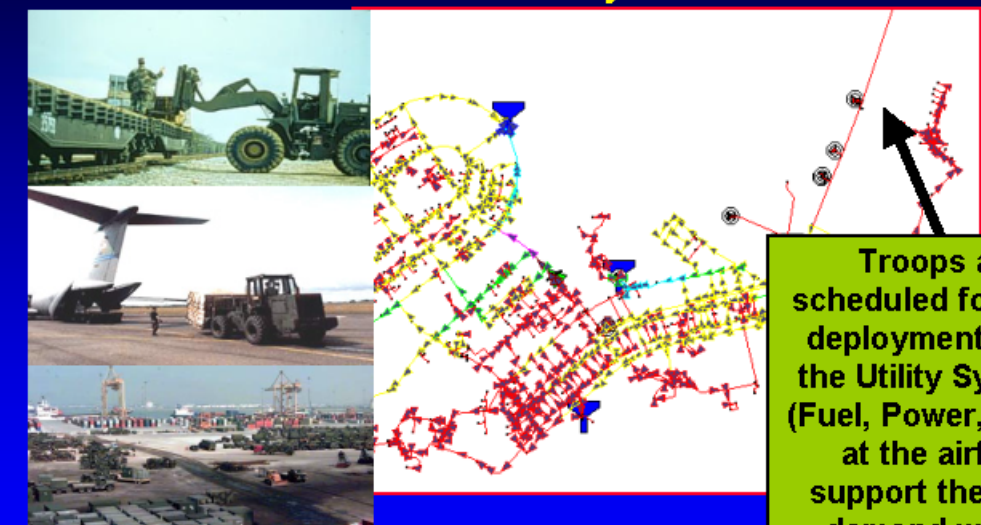 Troops a
scheduled fo
deployment
the Utility Sy
(Fuel, Power,
at the airf
support the